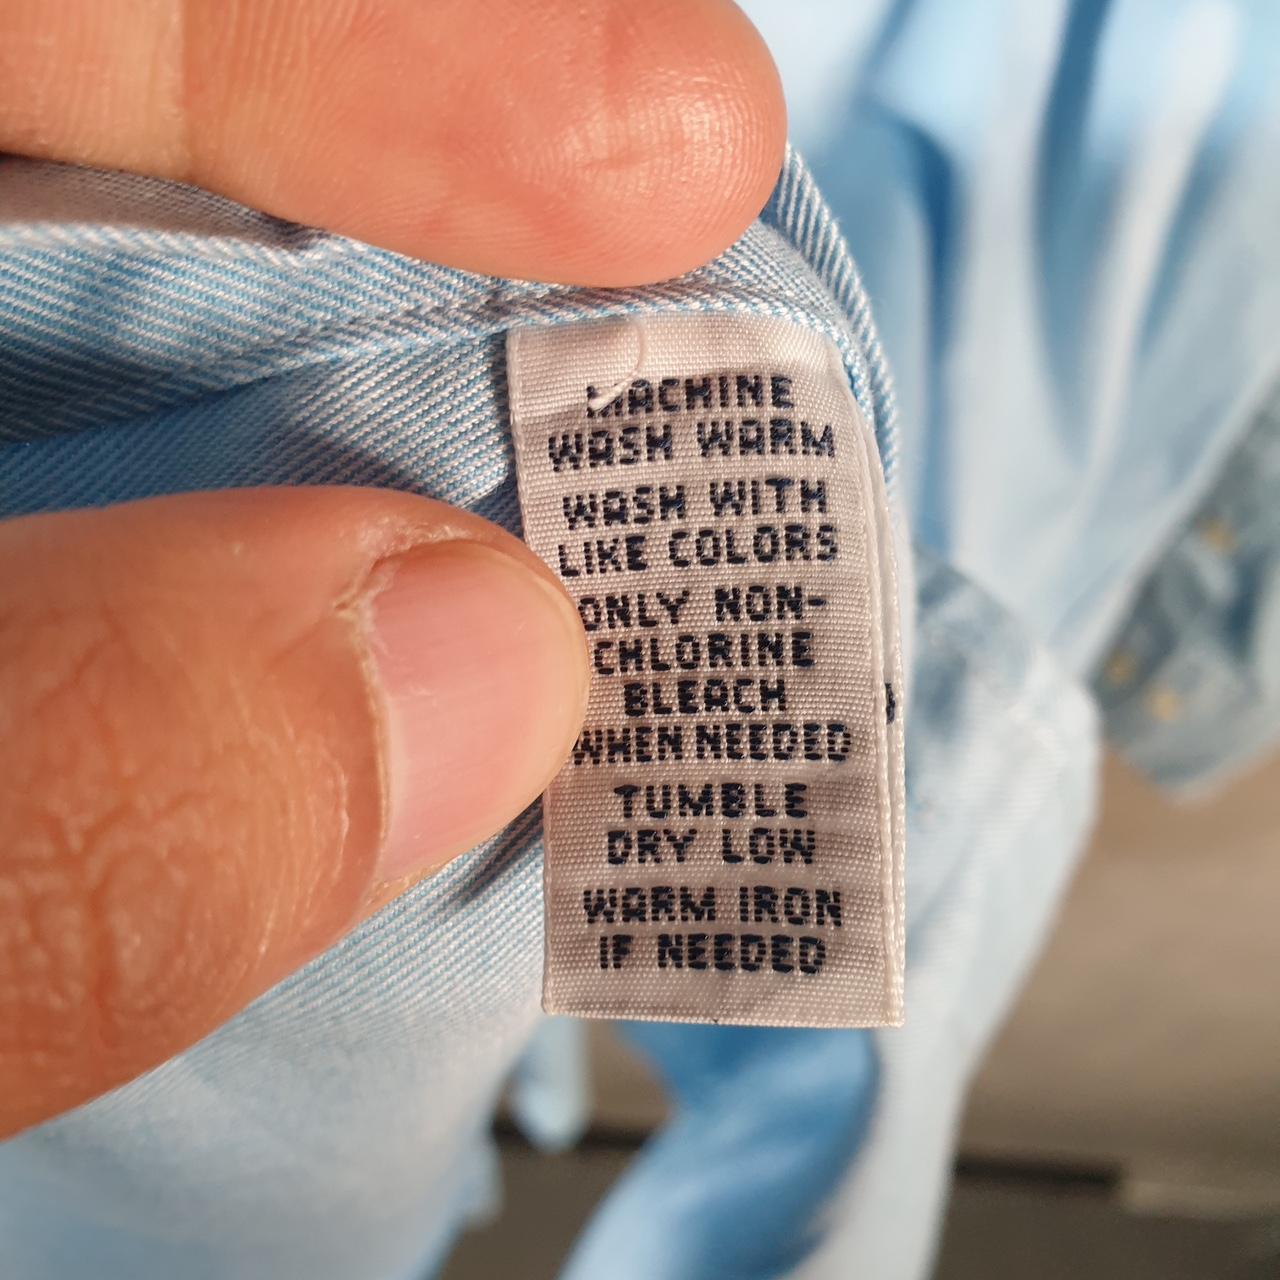 MACHINE
WASH WARM
WASH WITH
LIKE COLORS
ONLY NON-
CHLORINE
BLEACH
WHEN NEEDED
TUMBLE
DRY LOW
WARM IRON
IF NEEDED